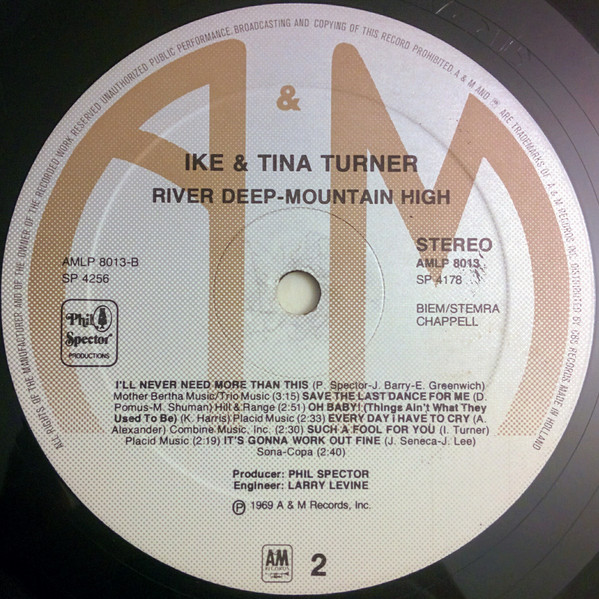 ALL RIGHTS OF THE MANUFACTURER AND OF THE OWNER OF THE RECORDED WORK RESERVED UNAUTHORIZED PUBLIC PERFORMANCE, BROADCASTING AND COPYING OF THIS RECORD PROHIBITED. A & M AND ARE TRADEMARKS OF A & M RECORDS INC. DISTRIBUTED BY CBS RECORDS MADE IN HOLLAND
&
A M
IKE & TINA TURNER
RIVER DEEP-MOUNTAIN HIGH
AMLP 8013-B
SP 4256
STEREO
AMLP 8013
SP 4178
Phil
Spector
PRODUCTIONS
BIEM/STEMRA
CHAPPELL
I'LL NEVER NEED MORE THAN THIS (P. Spector-J. Barry-E. Greenwich)
Mother Bertha Music/Trio Music (3:15) SAVE THE LAST DANCE FOR ME (D.
Pomus-M. Shuman) Hill & Range (2:51) OH BABY! (Things Ain't What They
Used To Be) (K. Harris) Placid Music (2:33) EVERY DAY I HAVE TO CRY (A.
Alexander) Combine Music, Inc. (2:30) SUCH A FOOL FOR YOU (I. Turner)
Placid Music (2:19) IT'S GONNA WORK OUT FINE (J. Seneca-J. Lee)
Sona-Copa (2:40)
Producer: PHIL SPECTOR
Engineer: LARRY LEVINE
Ⓟ 1969 A & M Records, Inc.
AM
RECORDS
2